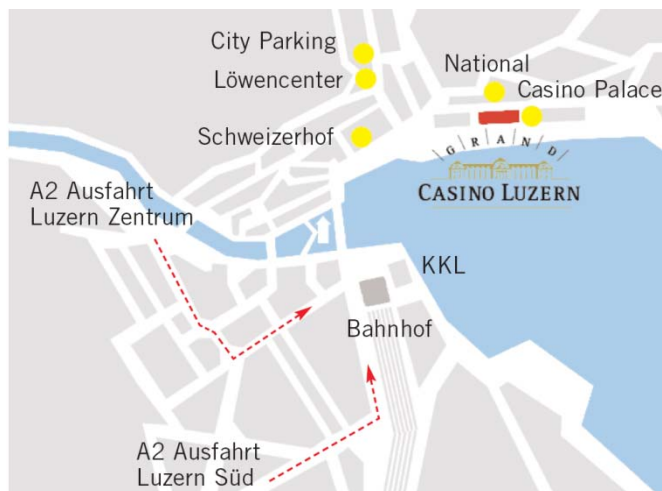 City Parking
Löwencenter
National
Casino Palace
Schweizerhof
GRAND
CASINO LUZERN
A2 Ausfahrt
Luzern Zentrum
KKL
Bahnhof
A2 Ausfahrt
Luzern Süd